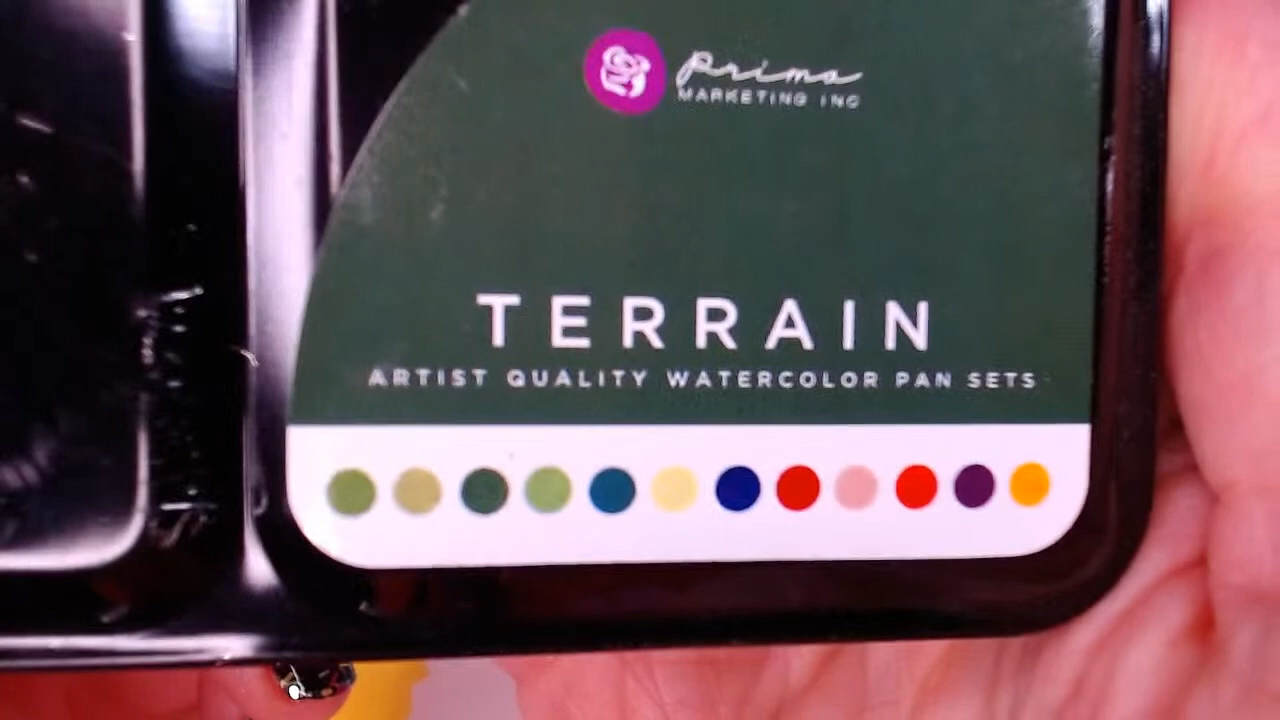 prima
MARKETING INC
TERRAIN
ARTIST QUALITY WATERCOLOR PAN SETS